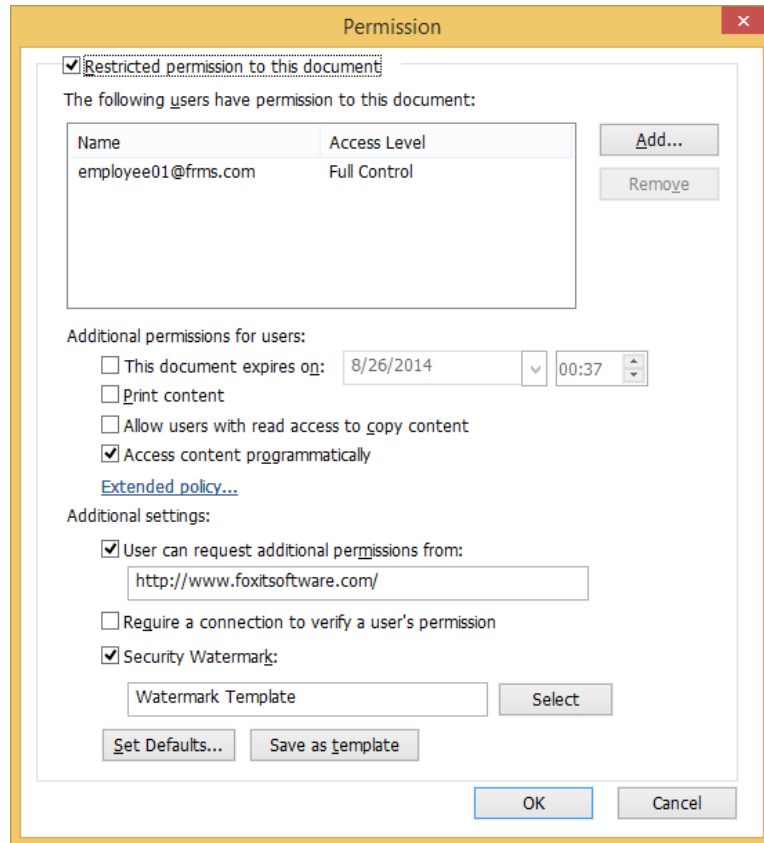 Permission
Restricted permission to this document
The following users have permission to this document:
Name Access Level
Add...
employee01@frms.com Full Control
Remove
Additional permissions for users:
This document expires on: 8/26/2014 00:37
Print content
Allow users with read access to copy content
Access content programmatically
Extended policy...
Additional settings:
User can request additional permissions from:
http://www.foxitsoftware.com/
Require a connection to verify a user's permission
Security Watermark:
Watermark Template Select
Set Defaults... Save as template
OK Cancel